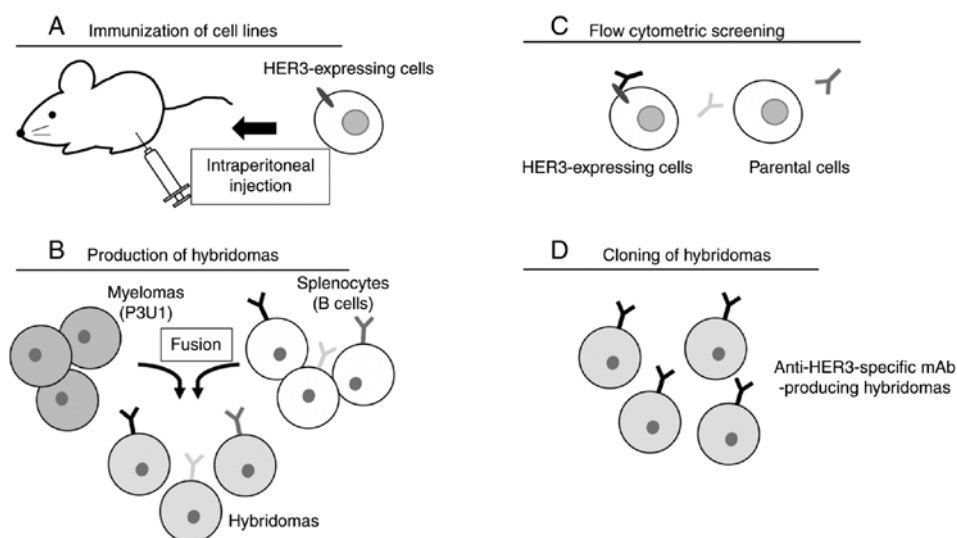 A Immunization of cell lines
HER3-expressing cells
Intraperitoneal
injection
B Production of hybridomas
Myelomas
(P3U1)
Fusion
Splenocytes
(B cells)
Hybridomas
C Flow cytometric screening
HER3-expressing cells
Parental cells
D Cloning of hybridomas
Anti-HER3-specific mAb
-producing hybridomas